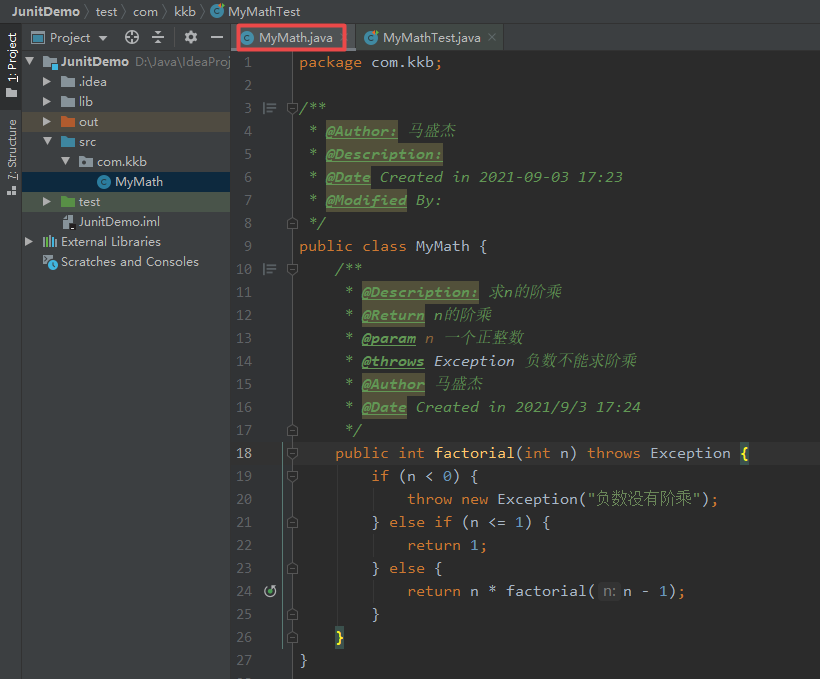 JunitDemo test com kkb MyMathTest
Project
MyMath.java
MyMathTest.java
1: Project
7: Structure
JunitDemo D:\Java\IdeaProj
.idea
lib
out
src
com.kkb
MyMath
test
JunitDemo.iml
External Libraries
Scratches and Consoles
1 package com.kkb;
2
3 /**
4 * @Author: 马盛杰
5 * @Description:
6 * @Date Created in 2021-09-03 17:23
7 * @Modified By:
8 */
9 public class MyMath {
10 /**
11 * @Description: 求n的阶乘
12 * @Return n的阶乘
13 * @param n 一个正整数
14 * @throws Exception 负数不能求阶乘
15 * @Author 马盛杰
16 * @Date Created in 2021/9/3 17:24
17 */
18 public int factorial(int n) throws Exception {
19 if (n < 0) {
20 throw new Exception("负数没有阶乘");
21 } else if (n <= 1) {
22 return 1;
23 } else {
24 return n * factorial( n: n - 1);
25 }
26 }
27 }